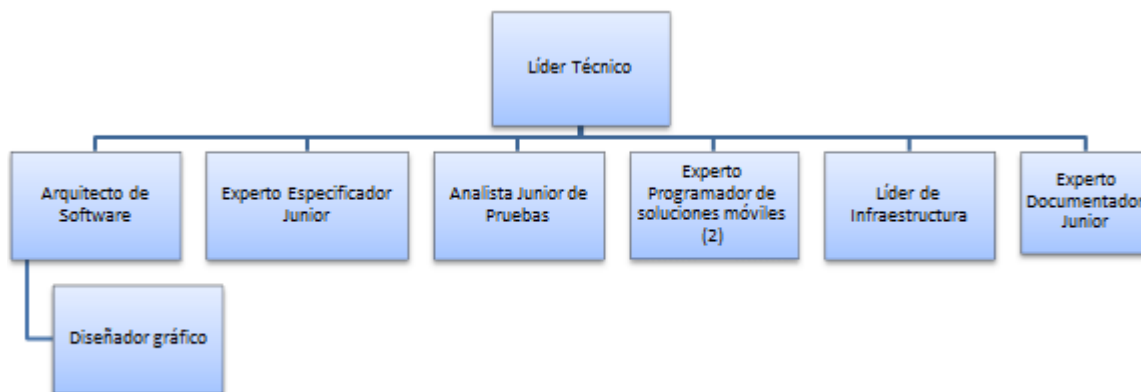 Líder Técnico
Arquitecto de
Software
Experto Especificador
Junior
Analista Junior de
Pruebas
Experto
Programador de
soluciones móviles
(2)
Líder de
Infraestructura
Experto
Documentador
Junior
Diseñador gráfico